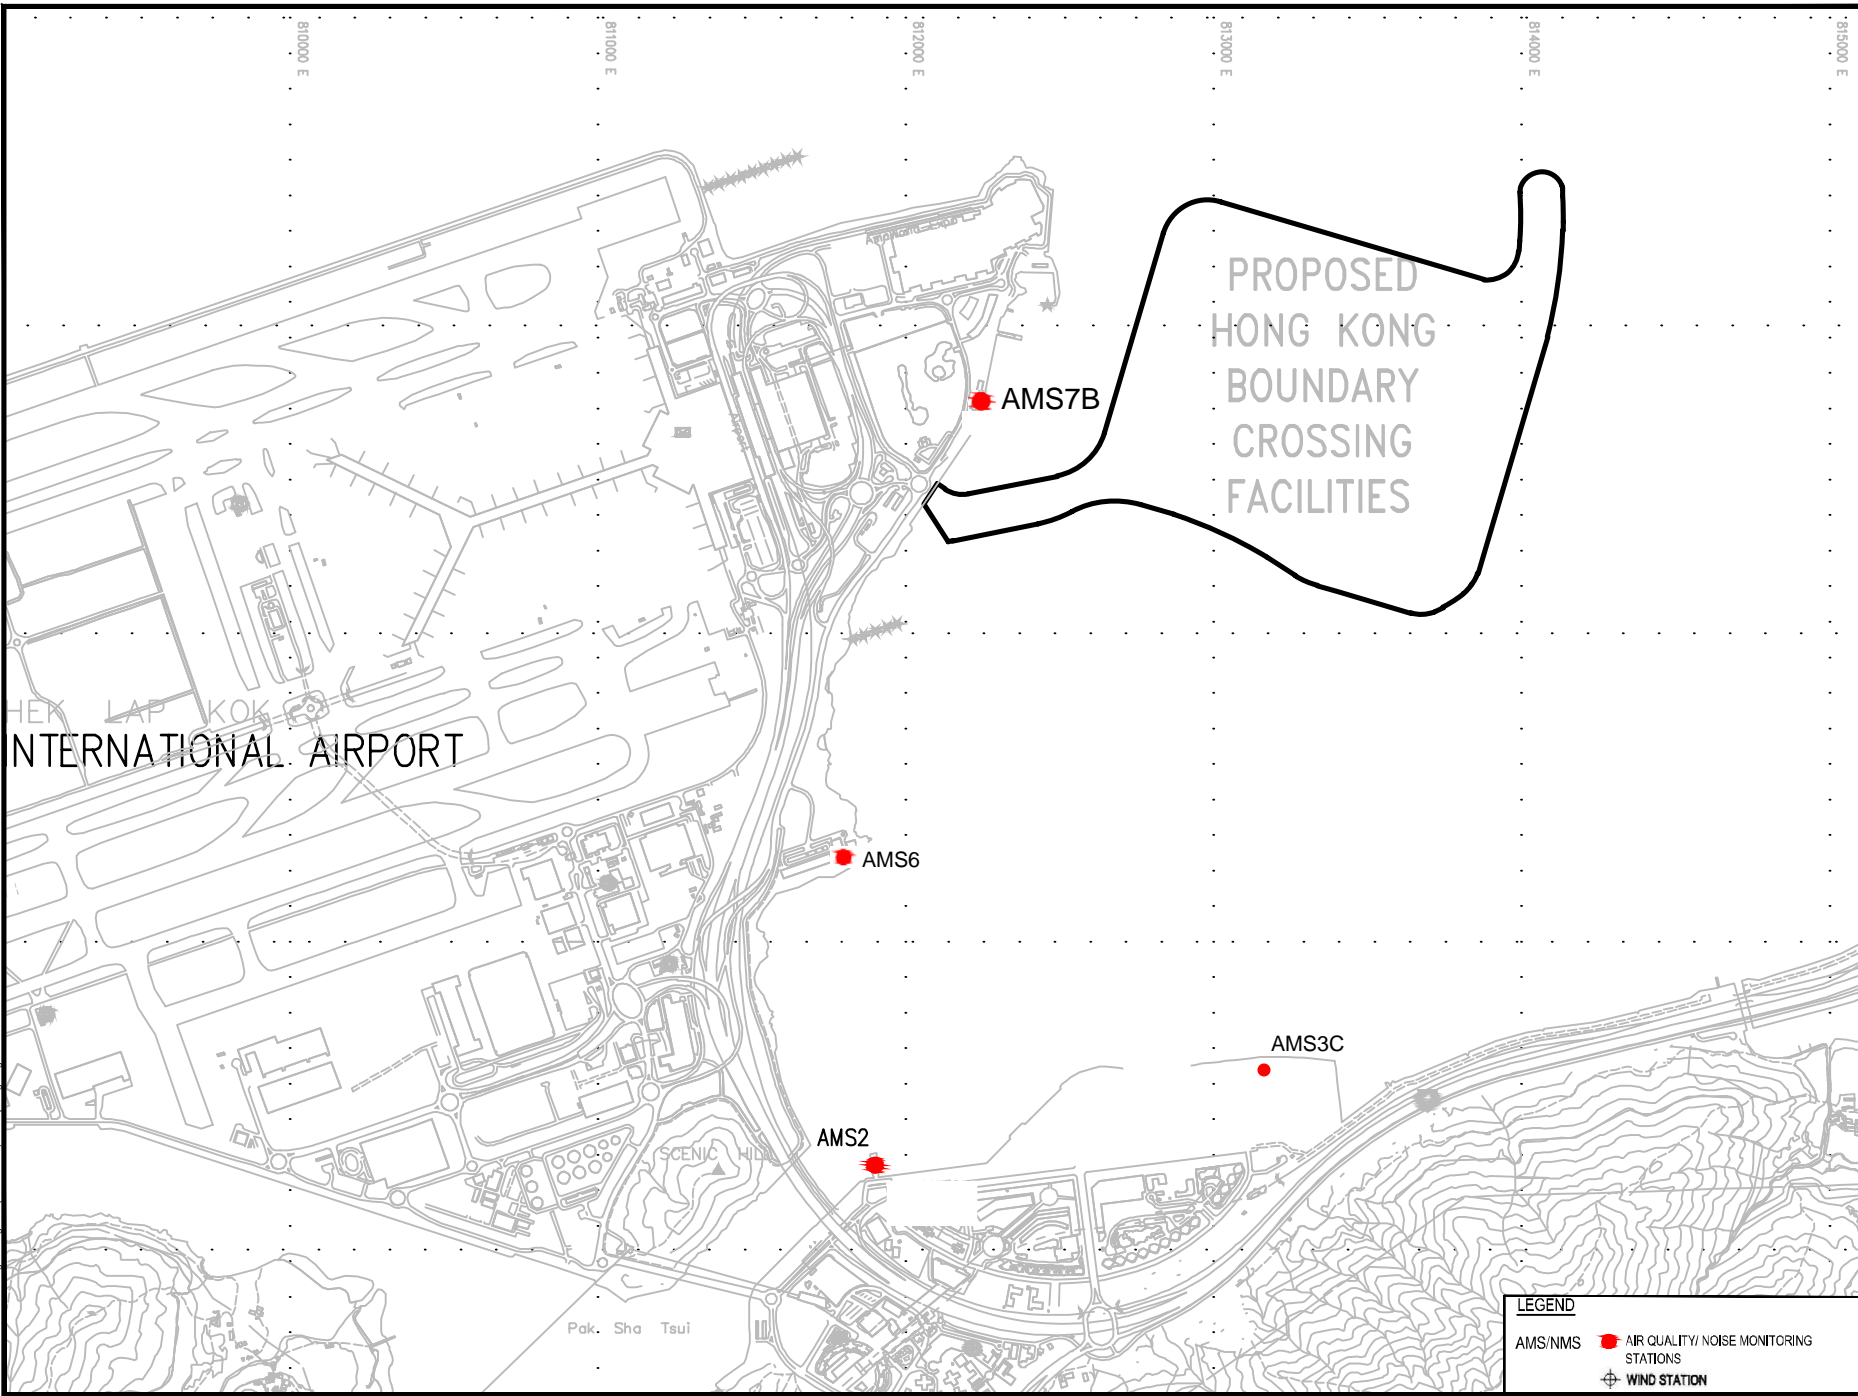 810000 E
811000 E
812000 E
813000 E
814000 E
815000 E
PROPOSED
HONG KONG
BOUNDARY
CROSSING
FACILITIES
AMS7B
Airport
HEK LAP KOK
INTERNATIONAL AIRPORT
AMS6
AMS3C
AMS2
SCENIC HILL
Pak Sha Tsui
LEGEND
AMS/NMS AIR QUALITY/ NOISE MONITORING
STATIONS
WIND STATION